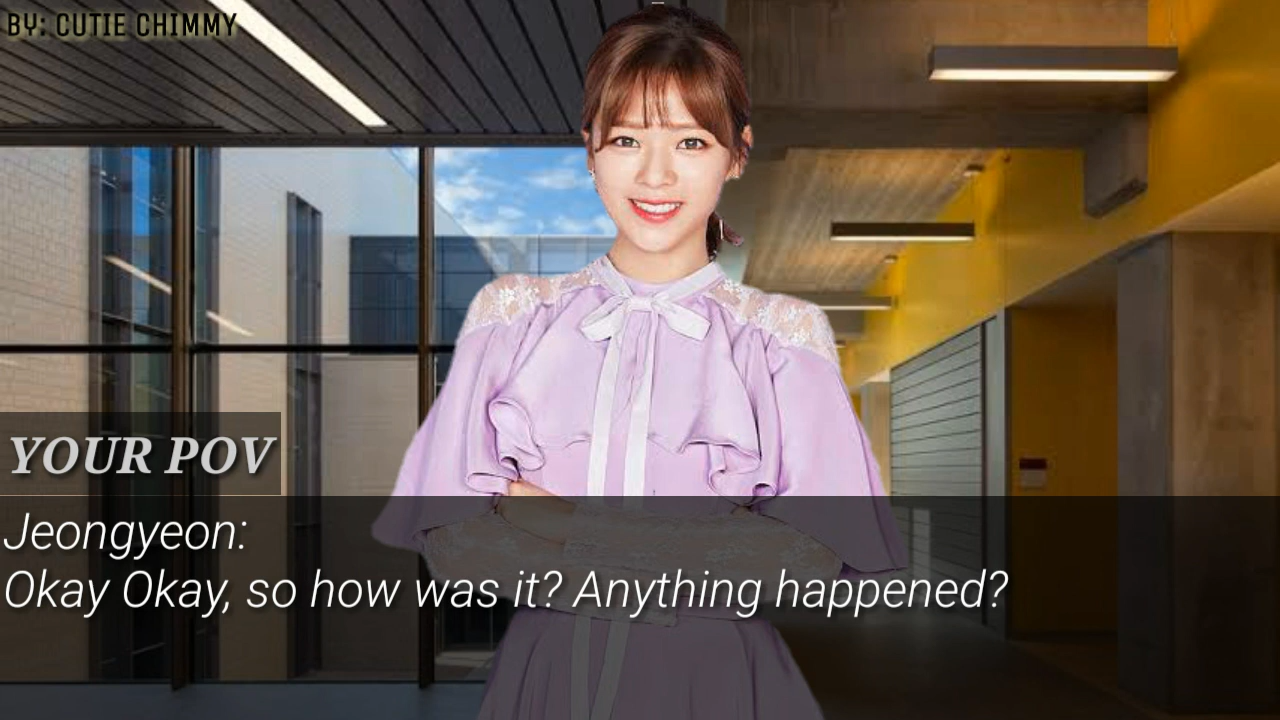 BY: CUTIE CHIMMY
YOUR POV
Jeongyeon:
Okay Okay, so how was it? Anything happened?